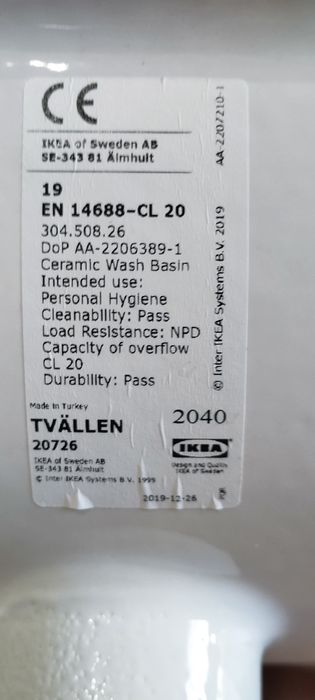 CE
IKEA of Sweden AB
SE-343 81 Älmhult
19
EN 14688-CL 20
304.508.26
DoP AA-2206389-1
Ceramic Wash Basin
Intended use:
Personal Hygiene
Cleanability: Pass
Load Resistance: NPD
Capacity of overflow
CL 20
Durability: Pass
© Inter IKEA Systems B.V. 2019
AA-2207210-1
Made in Turkey
TVÄLLEN
20726
IKEA of Sweden AB
SE-343 81 Älmhult
© Inter IKEA Systems B.V. 1999
2040
IKEA®
Design and Quality
IKEA of Sweden
2019-12-26